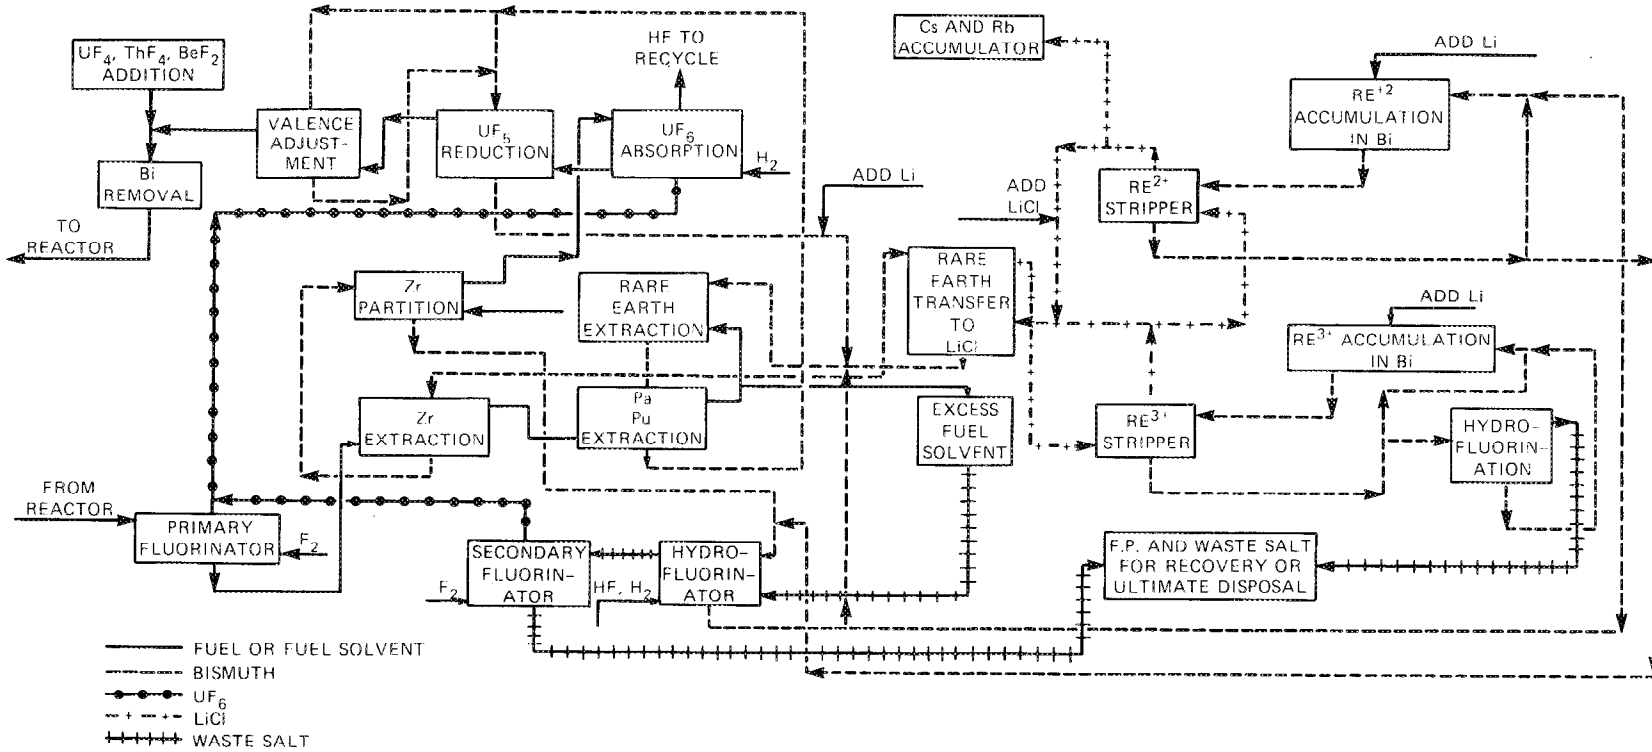 UF₄, ThF₄, BeF₂
ADDITION
VALENCE
ADJUST-
MENT
Bi
REMOVAL
TO
REACTOR
UF₅
REDUCTION
HF TO
RECYCLE
UF₆
ABSORPTION
H₂
Cs AND Rb
ACCUMULATOR
ADD Li
RE⁺²
ACCUMULATION
IN Bi
ADD Li
ADD
LiCl
RE²⁺
STRIPPER
Zr
PARTITION
RARE
EARTH
EXTRACTION
RARE
EARTH
TRANSFER
TO
LiCl
ADD Li
RE³⁺ ACCUMULATION
IN Bi
Zr
EXTRACTION
Pa
Pu
EXTRACTION
EXCESS
FUEL
SOLVENT
RE³⁺
STRIPPER
HYDRO-
FLUORIN-
ATION
FROM
REACTOR
PRIMARY
FLUORINATOR
F₂
SECONDARY
FLUORIN-
ATOR
F₂
HF, H₂
HYDRO-
FLUORIN-
ATOR
F.P. AND WASTE SALT
FOR RECOVERY OR
ULTIMATE DISPOSAL
FUEL OR FUEL SOLVENT
BISMUTH
UF₆
LiCl
WASTE SALT